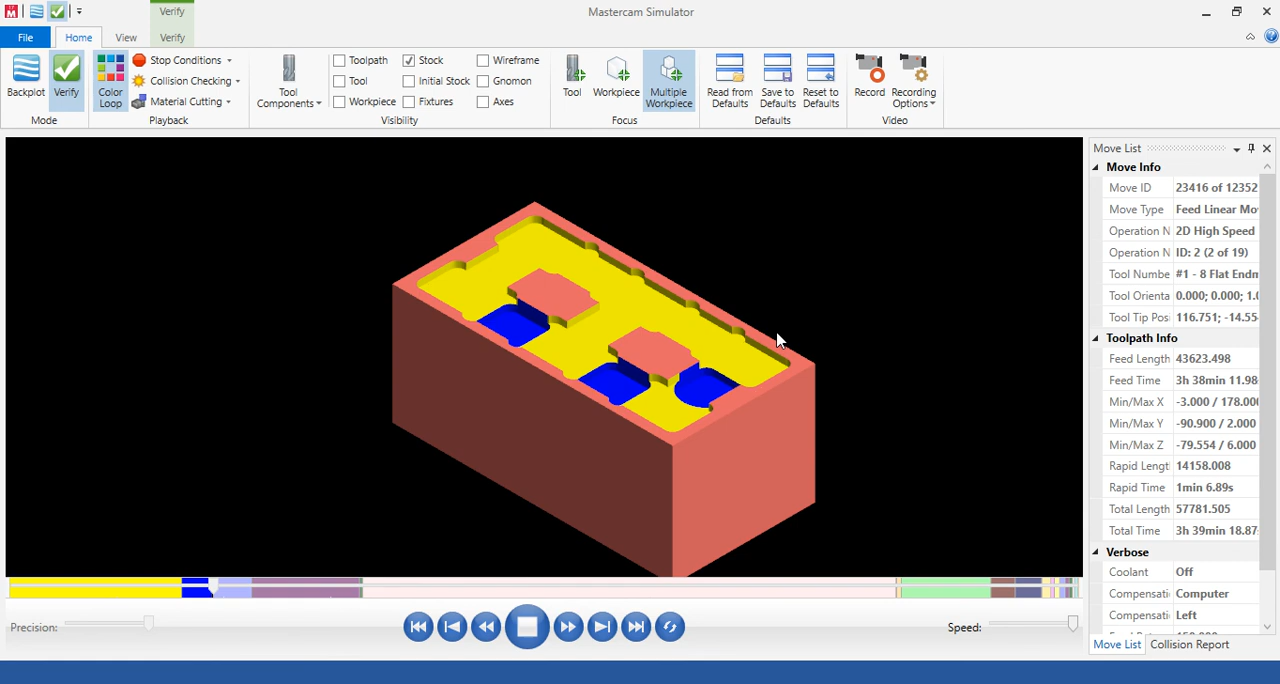 Verify
Mastercam Simulator
File
Home
View
Verify
Backplot
Verify
Mode
Color Loop
Stop Conditions
Collision Checking
Material Cutting
Playback
Tool Components
Toolpath
Stock
Wireframe
Tool
Initial Stock
Gnomon
Workpiece
Fixtures
Axes
Visibility
Tool
Workpiece
Multiple Workpiece
Focus
Read from Defaults
Save to Defaults
Reset to Defaults
Defaults
Record
Recording Options
Video
Move List
Move Info
Move ID 23416 of 12352
Move Type Feed Linear Mo
Operation N 2D High Speed
Operation N ID: 2 (2 of 19)
Tool Numbe #1 - 8 Flat Endm
Tool Orienta 0.000; 0.000; 1.0
Tool Tip Pos 116.751; -14.55
Toolpath Info
Feed Length 43623.498
Feed Time 3h 38min 11.98
Min/Max X -3.000 / 178.000
Min/Max Y -90.900 / 2.000
Min/Max Z -79.554 / 6.000
Rapid Lengt 14158.008
Rapid Time 1min 6.89s
Total Length 57781.505
Total Time 3h 39min 18.87
Verbose
Coolant Off
Compensati Computer
Compensati Left
Move List
Collision Report
Precision:
Speed: